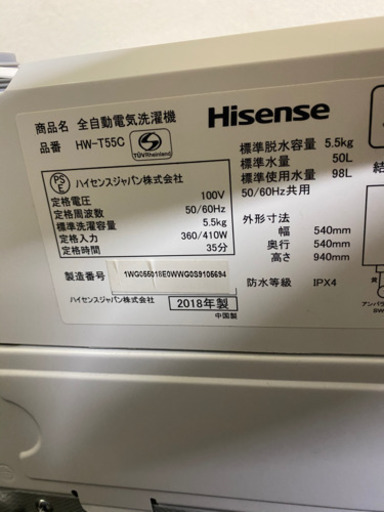 商品名 全自動電気洗濯機
品番 HW-T55C
TÜVRheinland
Hisense
PSE
ハイセンスジャパン株式会社
定格電圧 100V
定格周波数 50/60Hz
標準洗濯容量 5.5kg
定格入力 360/410W
定格時間 35分
製造番号
ハイセンスジャパン株式会社
2018年製
中国製
標準脱水容量 5.5kg
標準水量 50L
標準使用水量 98L
50/60Hz共用
外形寸法
幅 540mm
奥行 540mm
高さ 940mm
防水等級 IPX4
結
黄
アンバラ